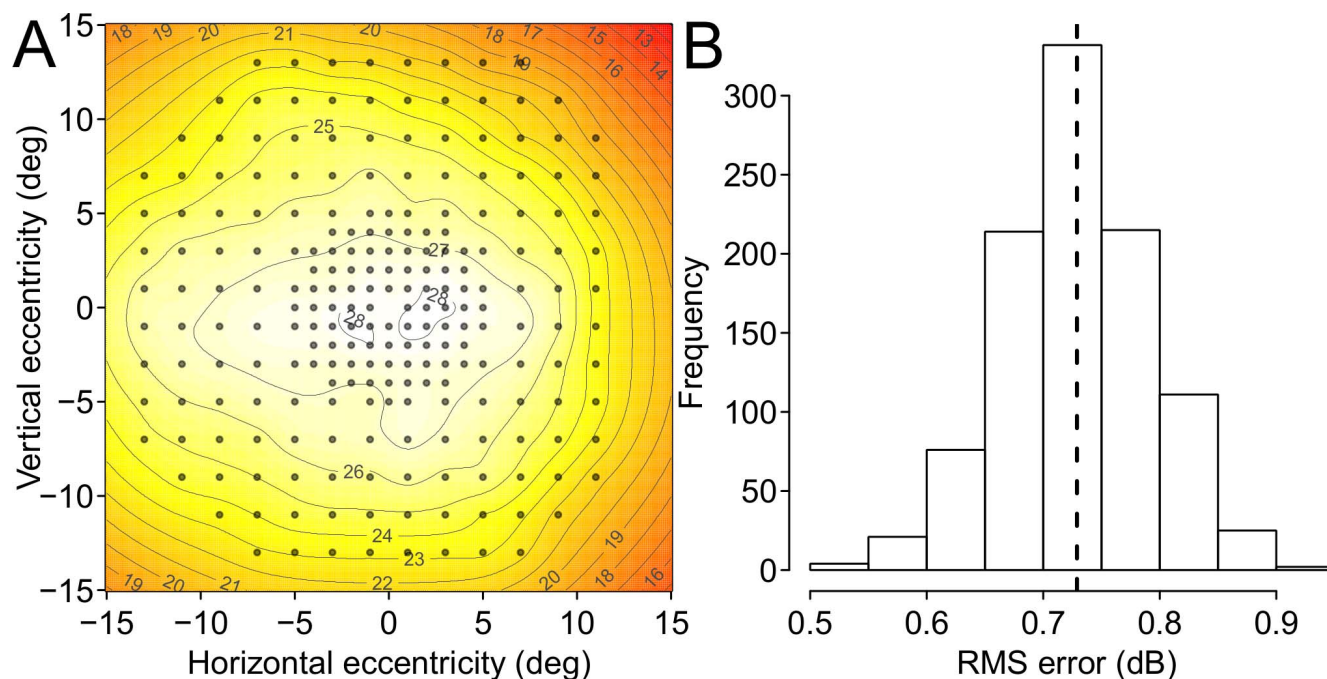 A
15
10
5
0
−5
−10
−15
−15 −10 −5 0 5 10 15
Vertical eccentricity (deg)
Horizontal eccentricity (deg)
18 19 20 21 20 18 17 15 13
19 16 14
25
27
28
28
26
24
23
22
19 20 21 20 18 16
B
300
250
200
150
100
50
0
0.5 0.6 0.7 0.8 0.9
Frequency
RMS error (dB)